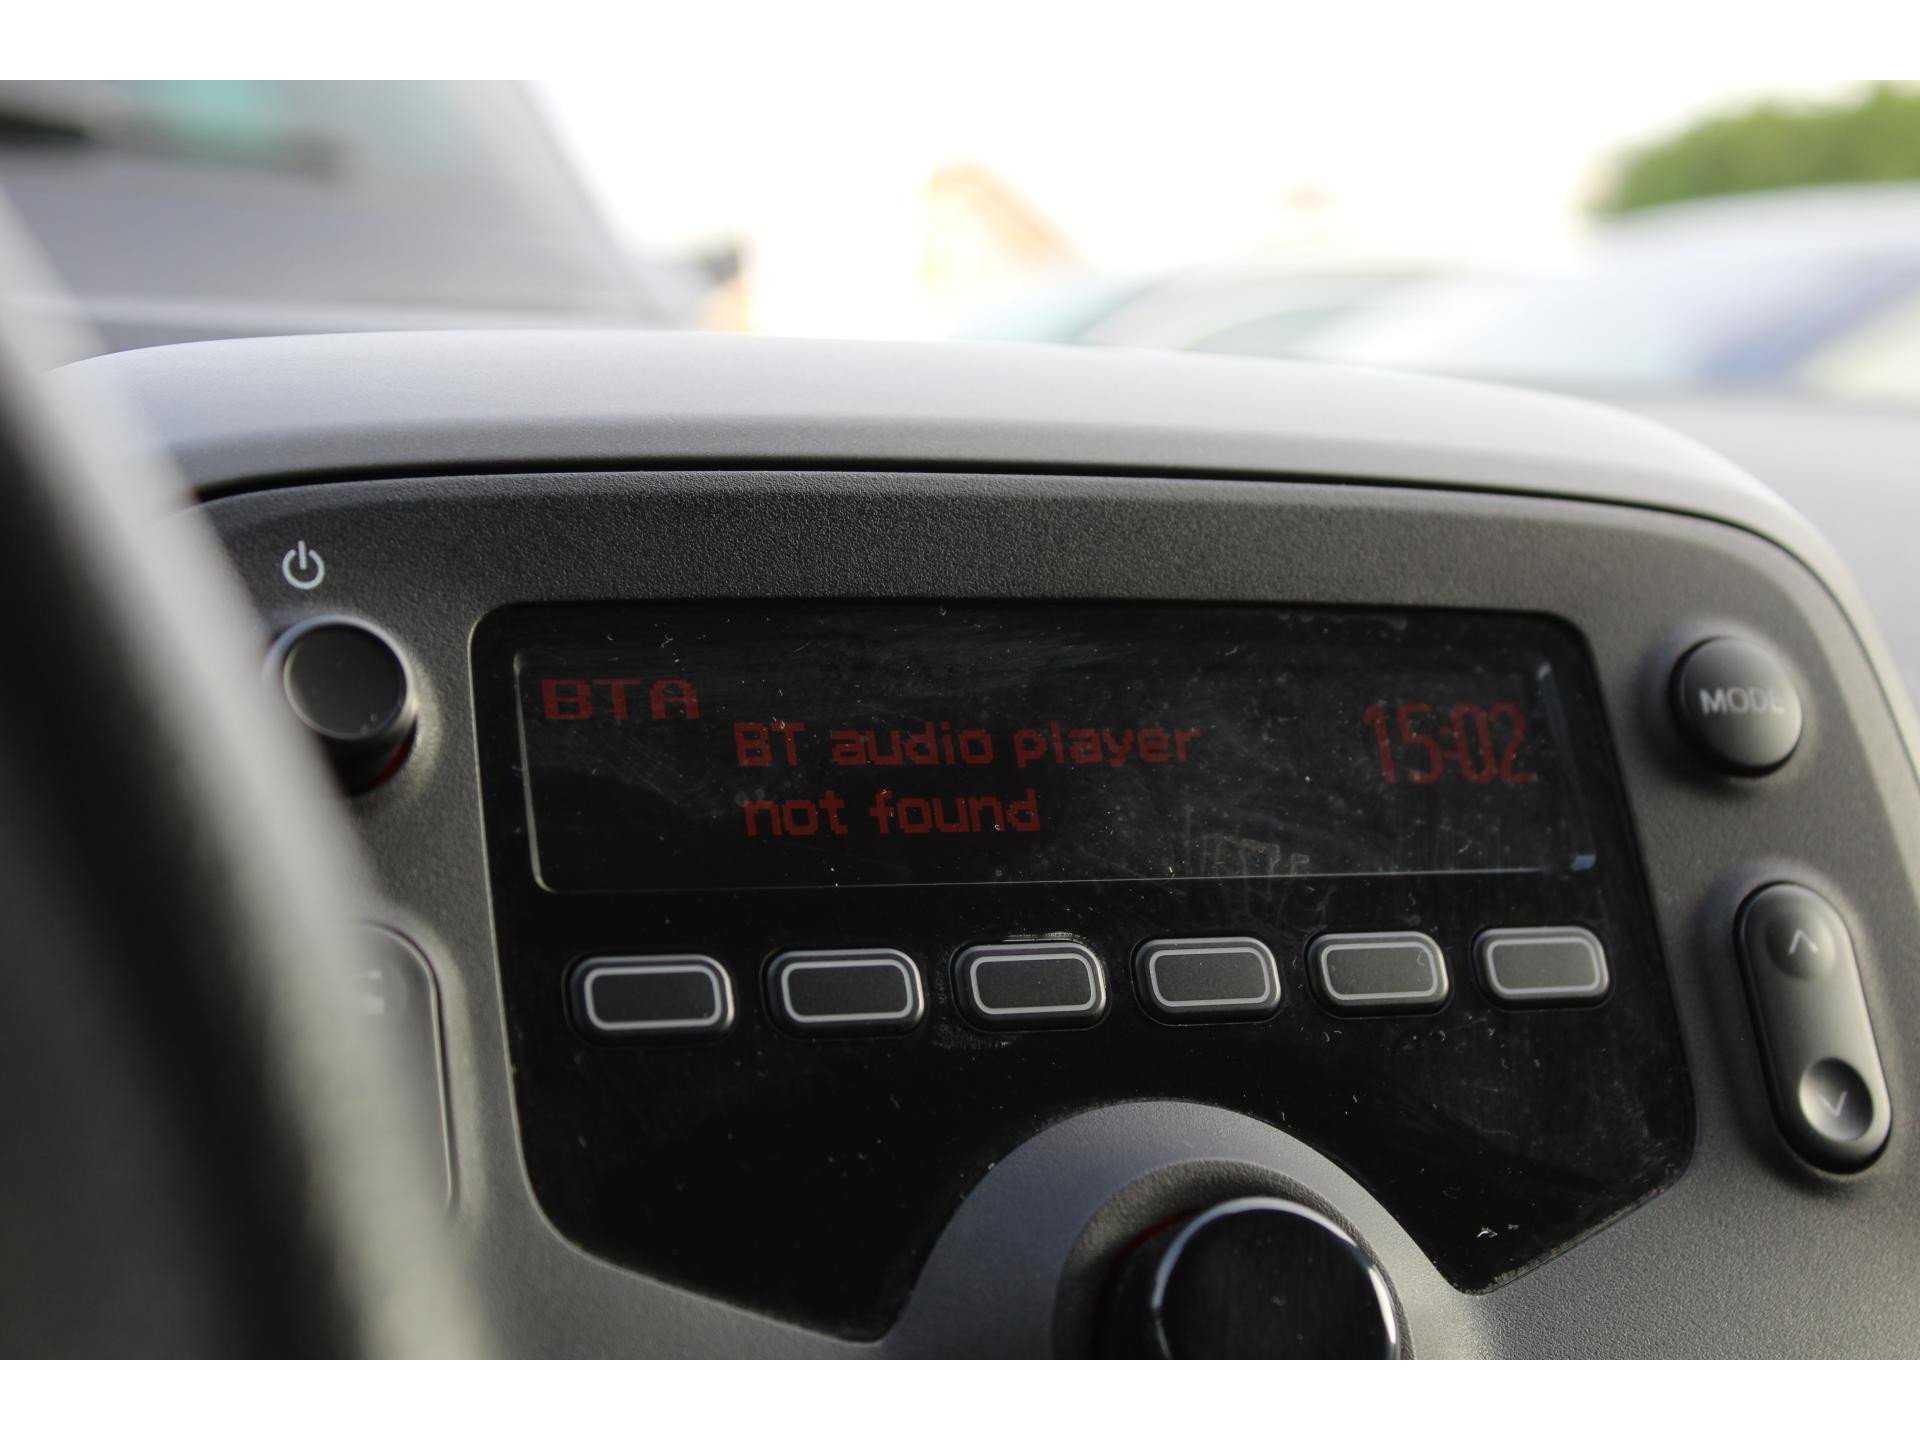 BTA
BT audio player
not found
15:02
MODE